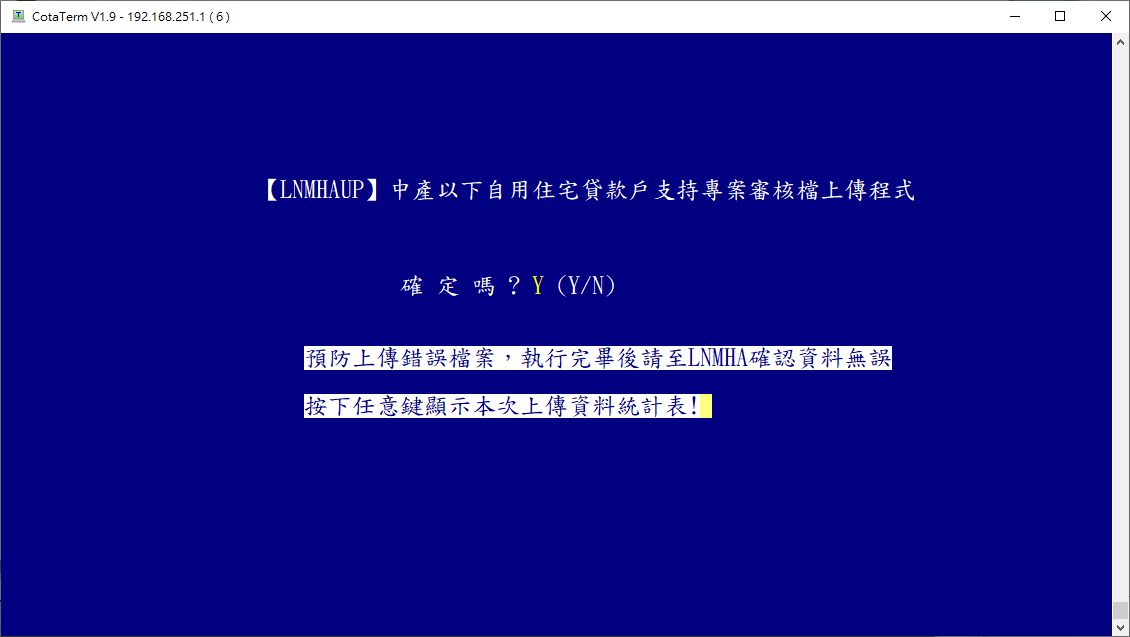 CotaTerm V1.9 - 192.168.251.1 ( 6 )
【LNMHAUP】中產以下自用住宅貸款戶支持專案審核檔上傳程式
確 定 嗎 ? Y (Y/N)
預防上傳錯誤檔案，執行完畢後請至LNMHA確認資料無誤
按下任意鍵顯示本次上傳資料統計表!